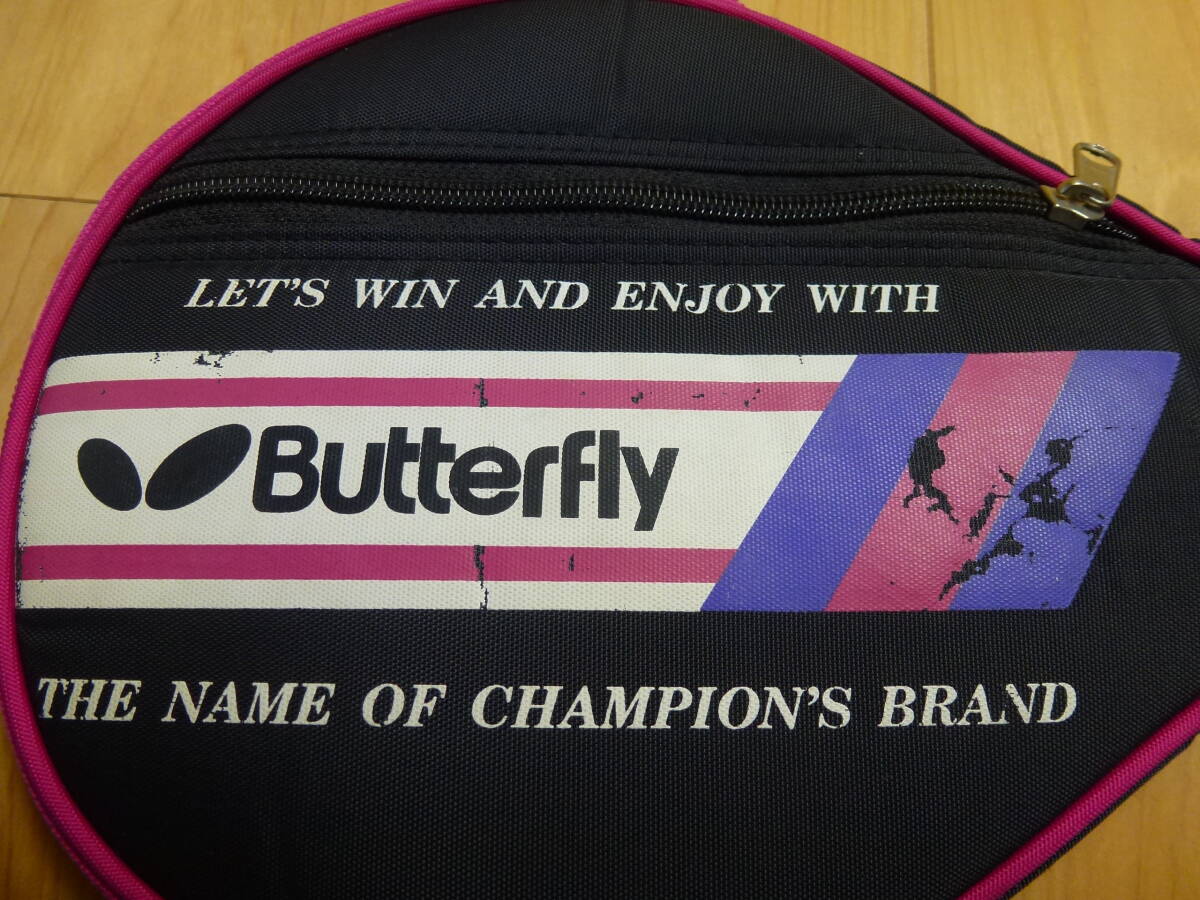 LET'S WIN AND ENJOY WITH
Butterfly
THE NAME OF CHAMPION'S BRAND